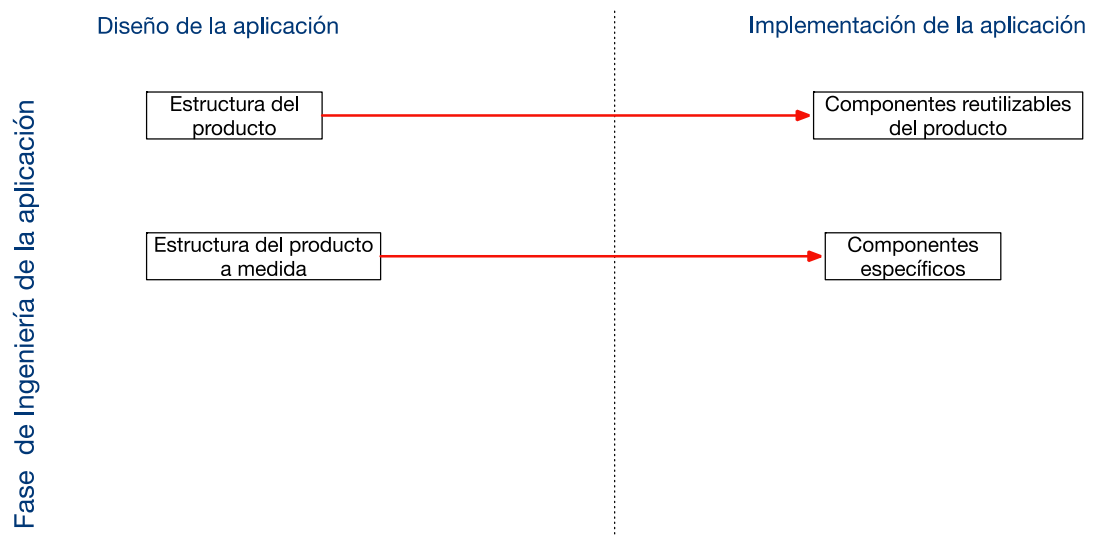 Diseño de la aplicación
Implementación de la aplicación
Fase de Ingeniería de la aplicación
Estructura del
producto
Componentes reutilizables
del producto
Estructura del producto
a medida
Componentes
específicos